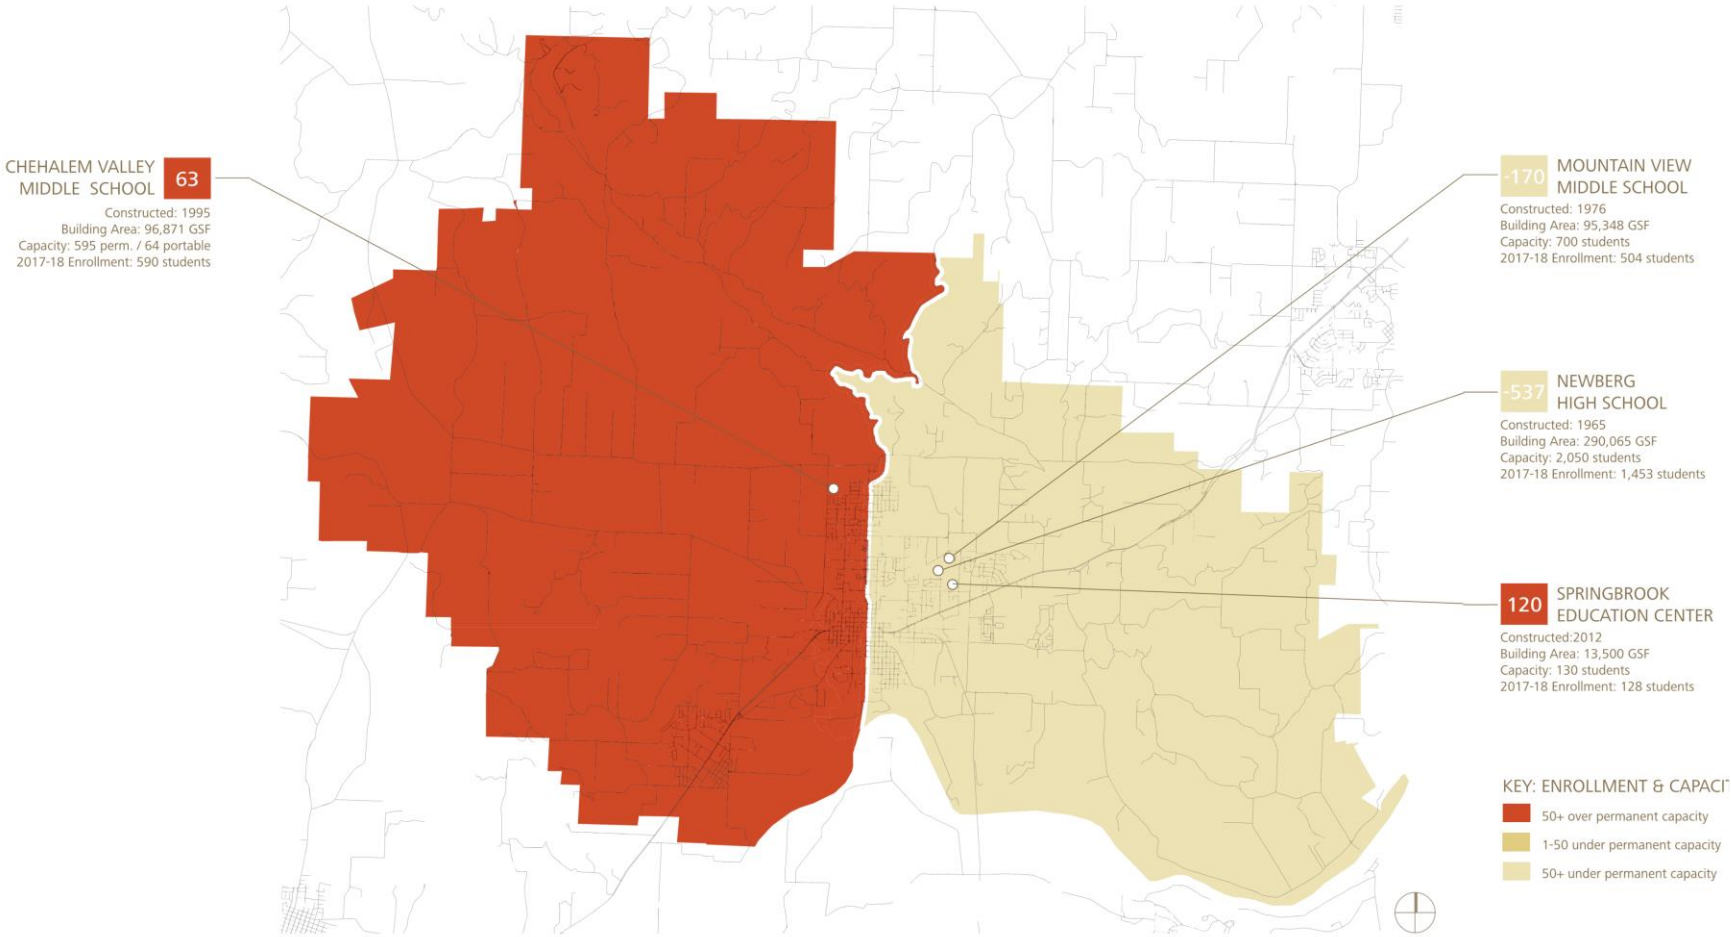 CHEHALEM VALLEY
MIDDLE SCHOOL
63
Constructed: 1995
Building Area: 96,871 GSF
Capacity: 595 perm. / 64 portable
2017-18 Enrollment: 590 students
-170
MOUNTAIN VIEW
MIDDLE SCHOOL
Constructed: 1976
Building Area: 95,348 GSF
Capacity: 700 students
2017-18 Enrollment: 504 students
-537
NEWBERG
HIGH SCHOOL
Constructed: 1965
Building Area: 290,065 GSF
Capacity: 2,050 students
2017-18 Enrollment: 1,453 students
120
SPRINGBROOK
EDUCATION CENTER
Constructed:2012
Building Area: 13,500 GSF
Capacity: 130 students
2017-18 Enrollment: 128 students
KEY: ENROLLMENT & CAPACI
50+ over permanent capacity
1-50 under permanent capacity
50+ under permanent capacity